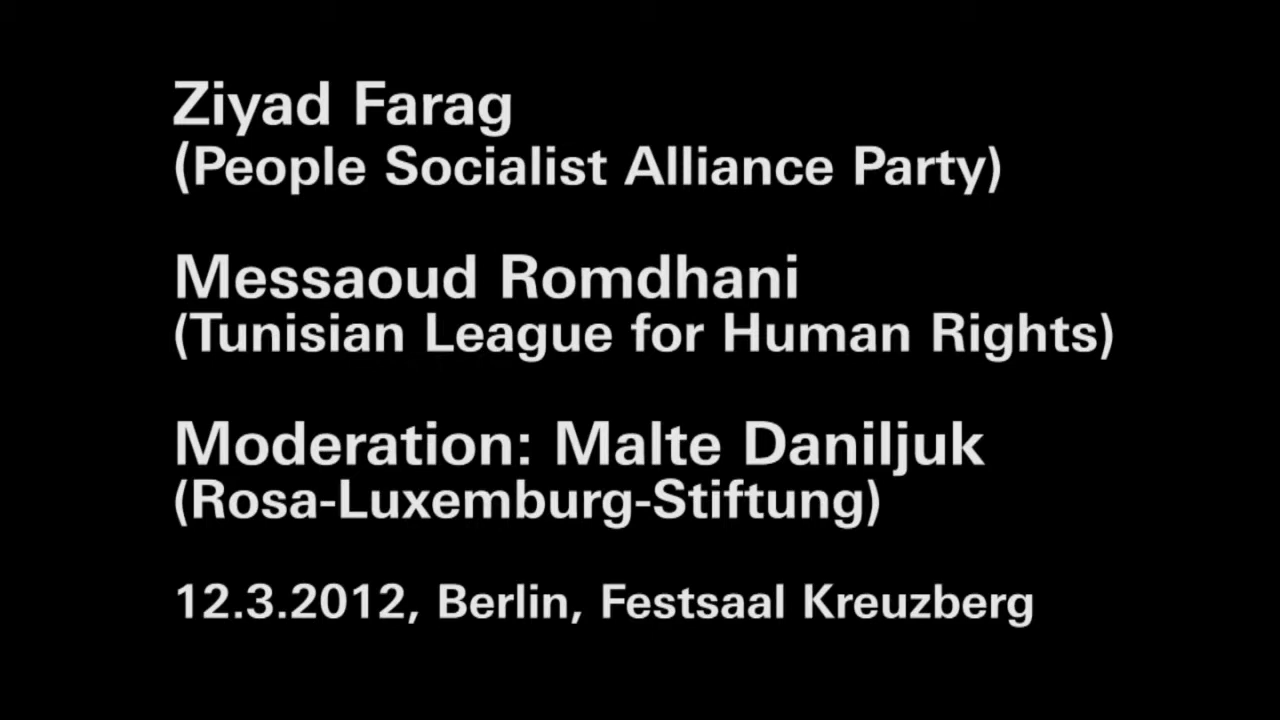 Ziyad Farag
(People Socialist Alliance Party)
Messaoud Romdhani
(Tunisian League for Human Rights)
Moderation: Malte Daniljuk
(Rosa-Luxemburg-Stiftung)
12.3.2012, Berlin, Festsaal Kreuzberg